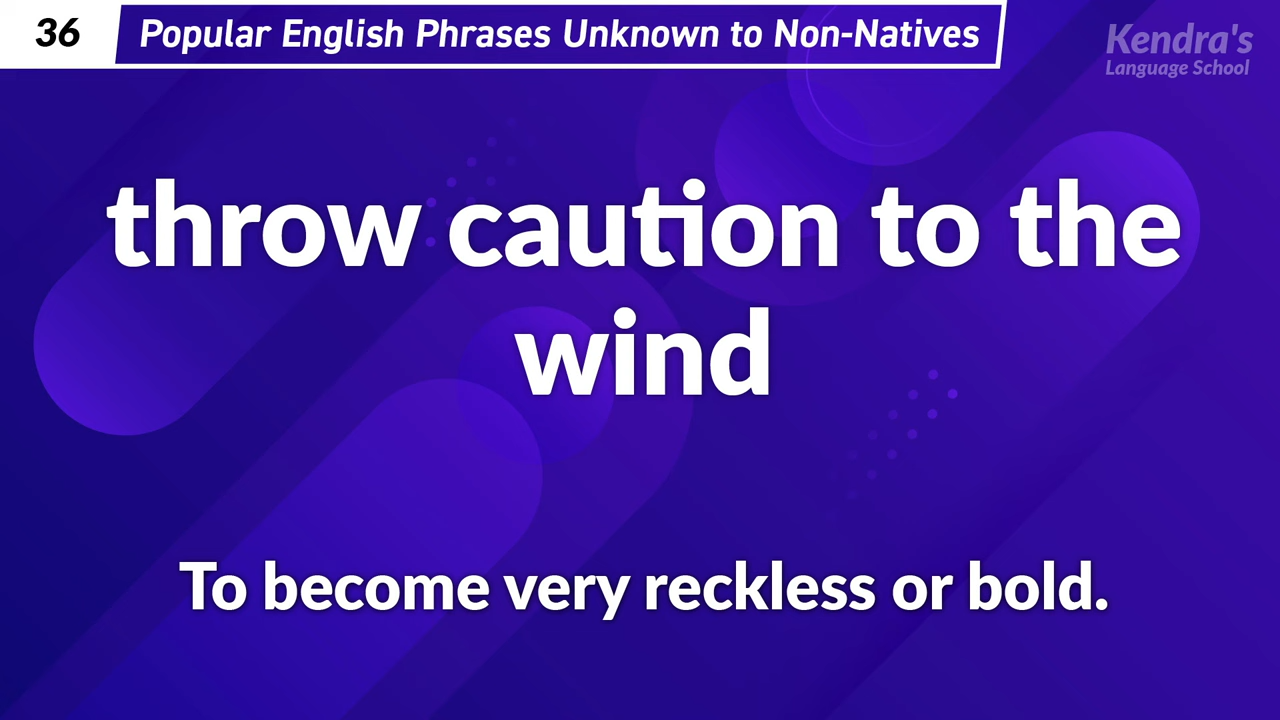 36
Popular English Phrases Unknown to Non-Natives
Kendra's
Language School
throw caution to the
wind
To become very reckless or bold.